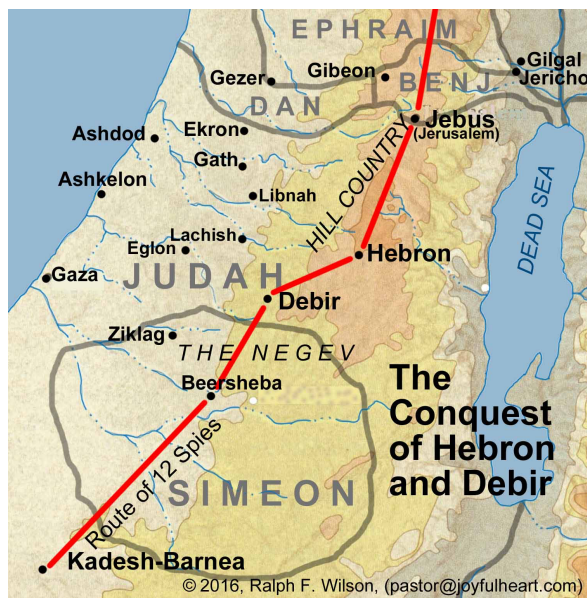 EPHRAIM
Gilgal
Gezer
Gibeon
BENJ.
Jericho
DAN
Jebus
(Jerusalem)
Ashdod
Ekron
Gath
HILL COUNTRY
Ashkelon
Libnah
DEAD SEA
Lachish
Eglon
Hebron
Gaza
JUDAH
Debir
Ziklag
THE NEGEV
Beersheba
The
Conquest
of Hebron
and Debir
Route of 12 Spies
SIMEON
Kadesh-Barnea
© 2016, Ralph F. Wilson, (pastor@joyfulheart.com)